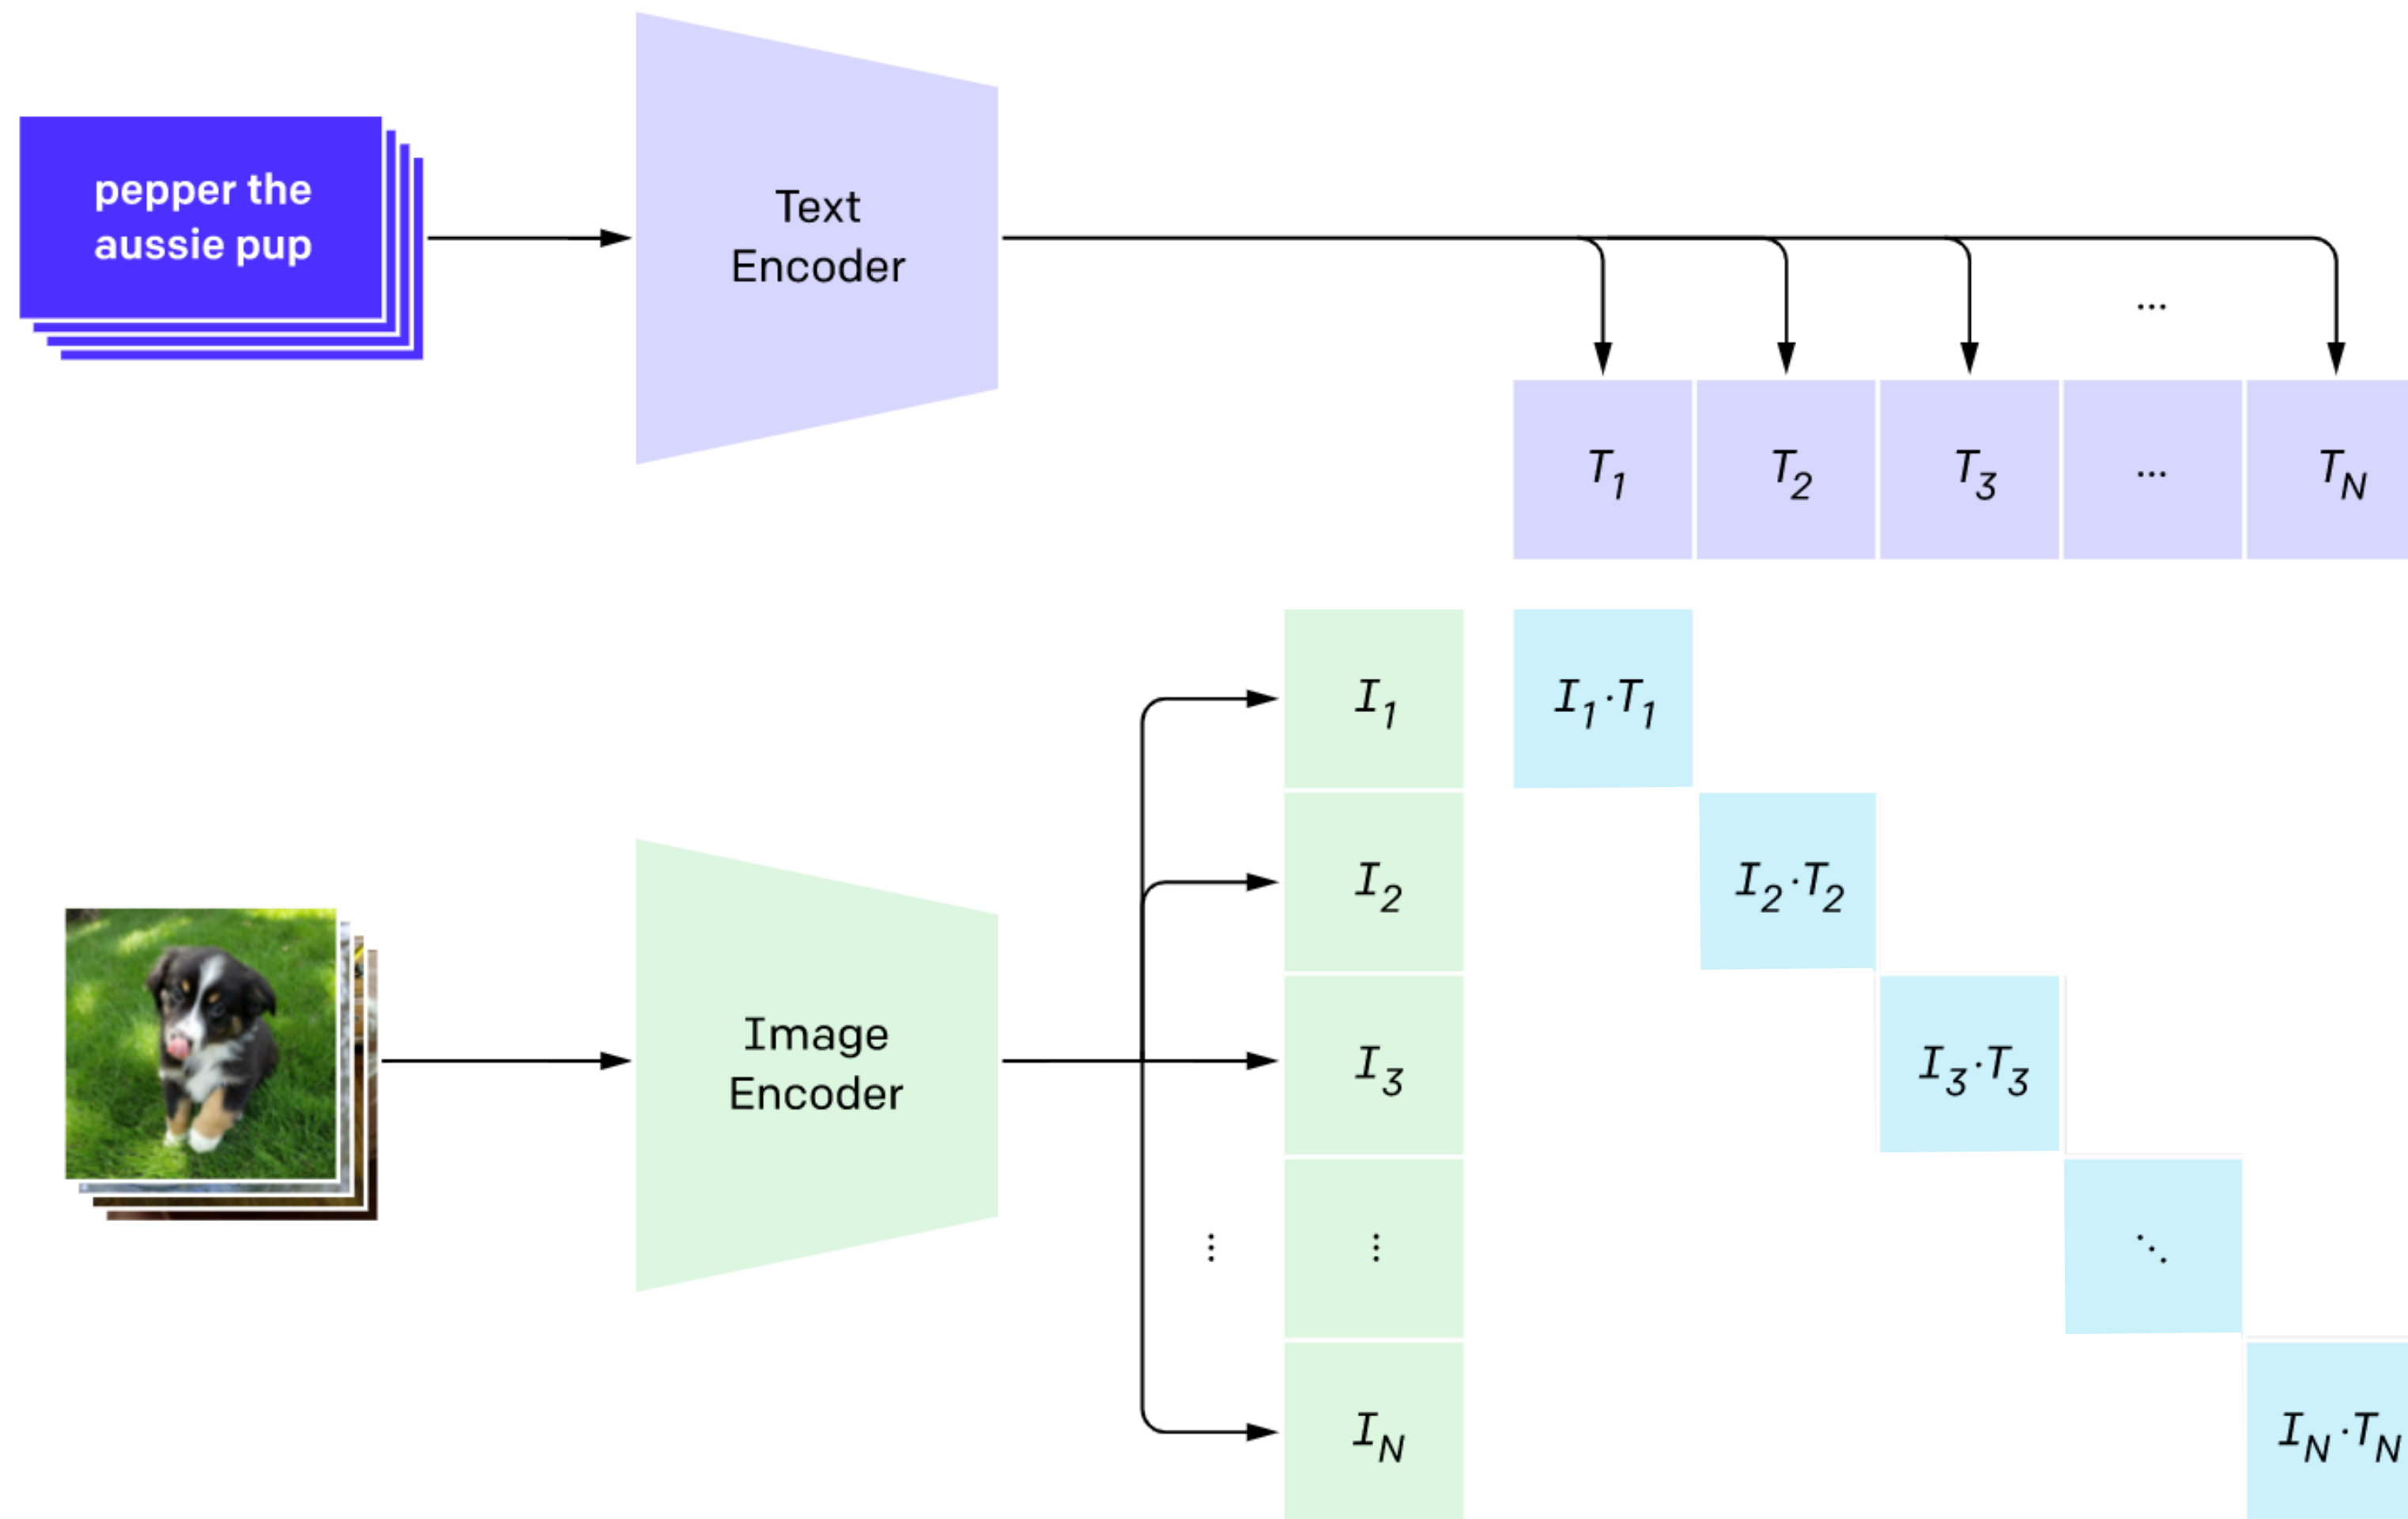 pepper the
aussie pup
Text
Encoder
...
T1 T2 T3 ... TN
I1 I1·T1
I2 I2·T2
Image
Encoder
I3 I3·T3
⋮ ⋮ ⋱
IN IN·TN